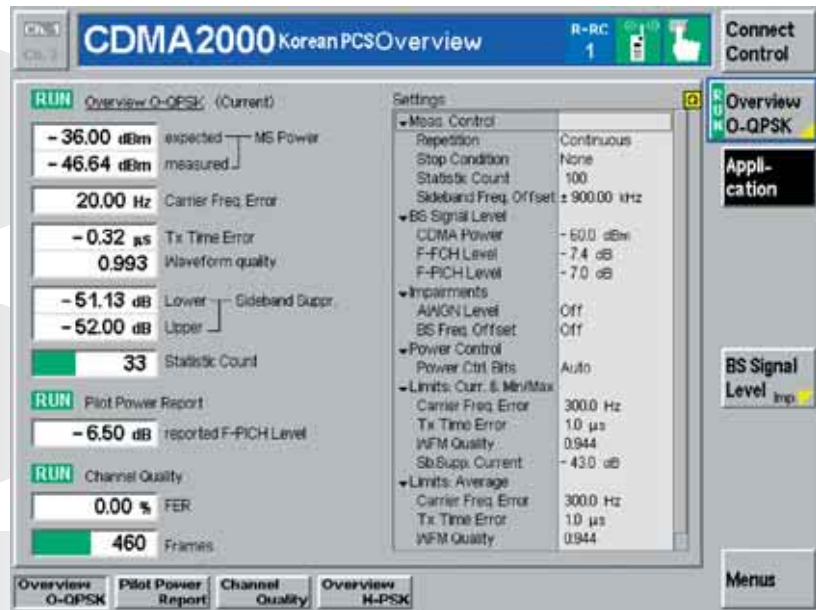 CDMA2000 Korean PCS Overview
R-RC
1
Connect
Control
RUN Overview O-QPSK (Current)
- 36.00 dBm expected MS Power
- 46.64 dBm measured
20.00 Hz Carrier Freq. Error
- 0.32 µs Tx Time Error
0.993 Waveform quality
- 51.13 dB Lower Sideband Suppr.
- 52.00 dB Upper
33 Statistic Count
RUN Pilot Power Report
- 6.50 dB reported F-PICH Level
RUN Channel Quality
0.00 % FER
460 Frames
Settings
Meas. Control
Repetition Continuous
Stop Condition None
Statistic Count 100
Sideband Freq. Offset ± 900.00 kHz
BS Signal Level
CDMA Power - 60.0 dBm
F-FCH Level - 7.4 dB
F-PICH Level - 7.0 dB
Impairments
AWGN Level Off
BS Freq. Offset Off
Power Control
Power Ctrl. Bits Auto
Limits: Curr. & Min/Max
Carrier Freq. Error 300.0 Hz
Tx Time Error 1.0 µs
WFM Quality 0.944
Sb.Supp. Current - 43.0 dB
Limits: Average
Carrier Freq. Error 300.0 Hz
Tx Time Error 1.0 µs
WFM Quality 0.944
RUN
Overview
O-QPSK
Appli-
cation
BS Signal
Level Imp.
Menus
Overview
O-QPSK
Pilot Power
Report
Channel
Quality
Overview
H-PSK